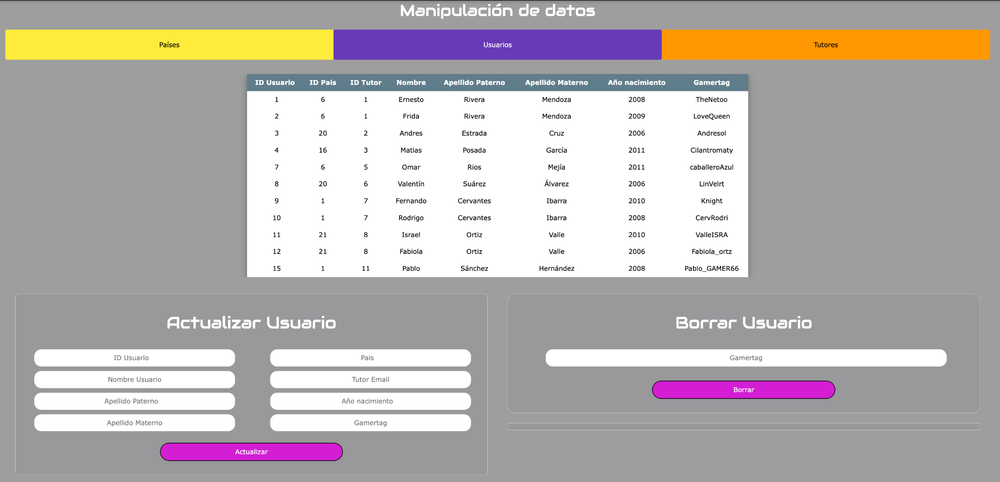 Manipulación de datos
Países Usuarios Tutores
ID Usuario ID Pais ID Tutor Nombre Apellido Paterno Apellido Materno Año nacimiento Gamertag
1 6 1 Ernesto Rivera Mendoza 2008 TheNetoo
2 6 1 Frida Rivera Mendoza 2009 LoveQueen
3 20 2 Andres Estrada Cruz 2006 Andresol
4 16 3 Matias Posada García 2011 Cilantromaty
7 6 5 Omar Rios Mejía 2011 caballeroAzul
8 20 6 Valentín Suárez Álvarez 2006 LinVelrt
9 1 7 Fernando Cervantes Ibarra 2010 Knight
10 1 7 Rodrigo Cervantes Ibarra 2008 CervRodri
11 21 8 Israel Ortiz Valle 2010 ValleISRA
12 21 8 Fabiola Ortiz Valle 2006 Fabiola_ortz
15 1 11 Pablo Sánchez Hernández 2008 Pablo_GAMER66
Actualizar Usuario
ID Usuario Pais
Nombre Usuario Tutor Email
Apellido Paterno Año nacimiento
Apellido Materno Gamertag
Actualizar
Borrar Usuario
Gamertag
Borrar